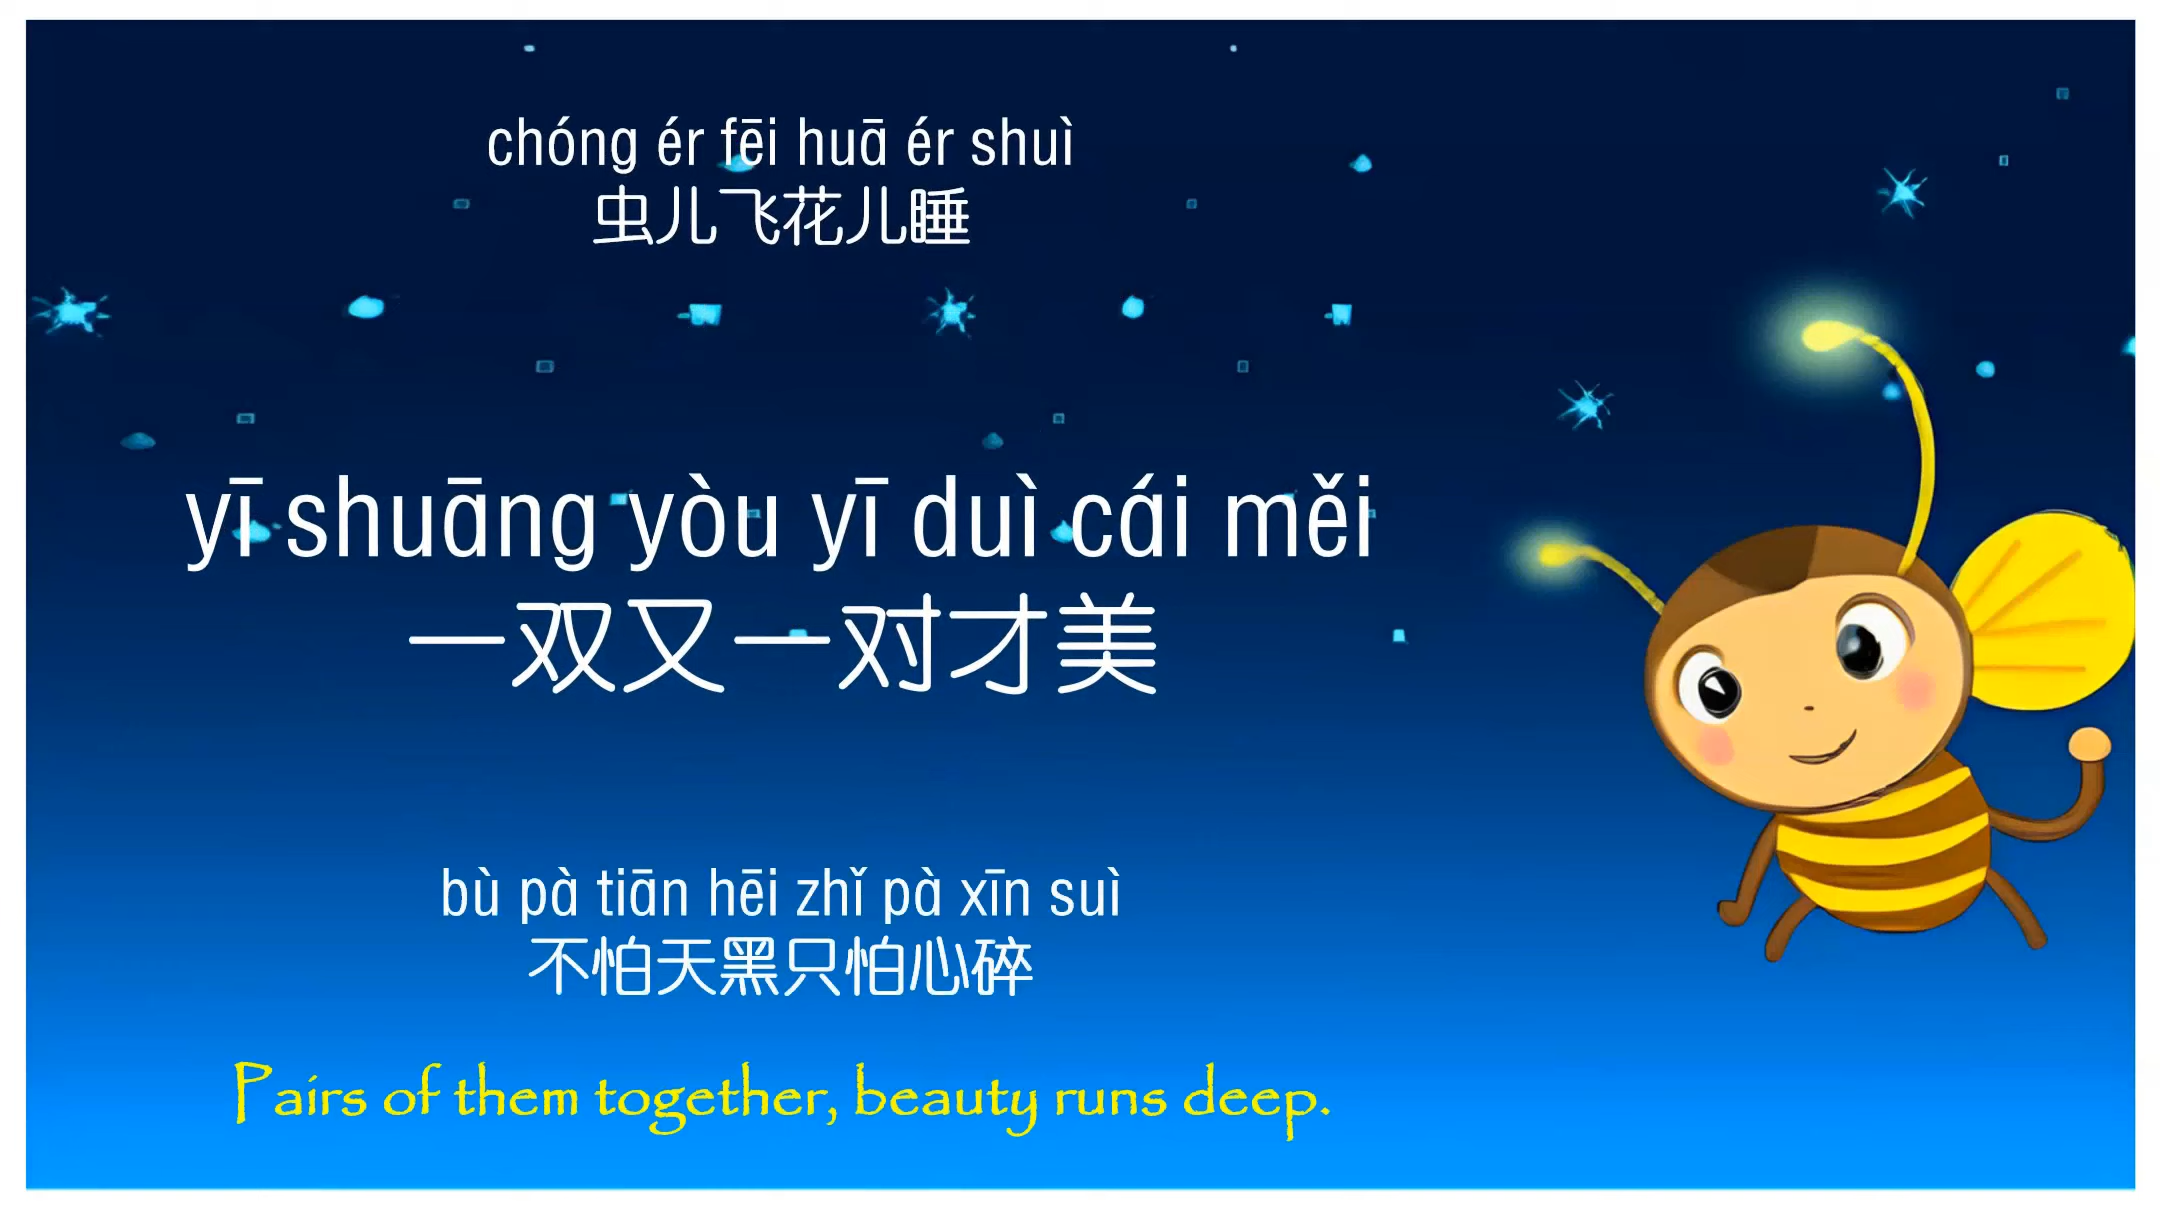 chóng ér fēi huā ér shuì
虫儿飞花儿睡
yī shuāng yòu yī duì cái měi
一双又一对才美
bù pà tiān hēi zhǐ pà xīn suì
不怕天黑只怕心碎
Pairs of them together, beauty runs deep.